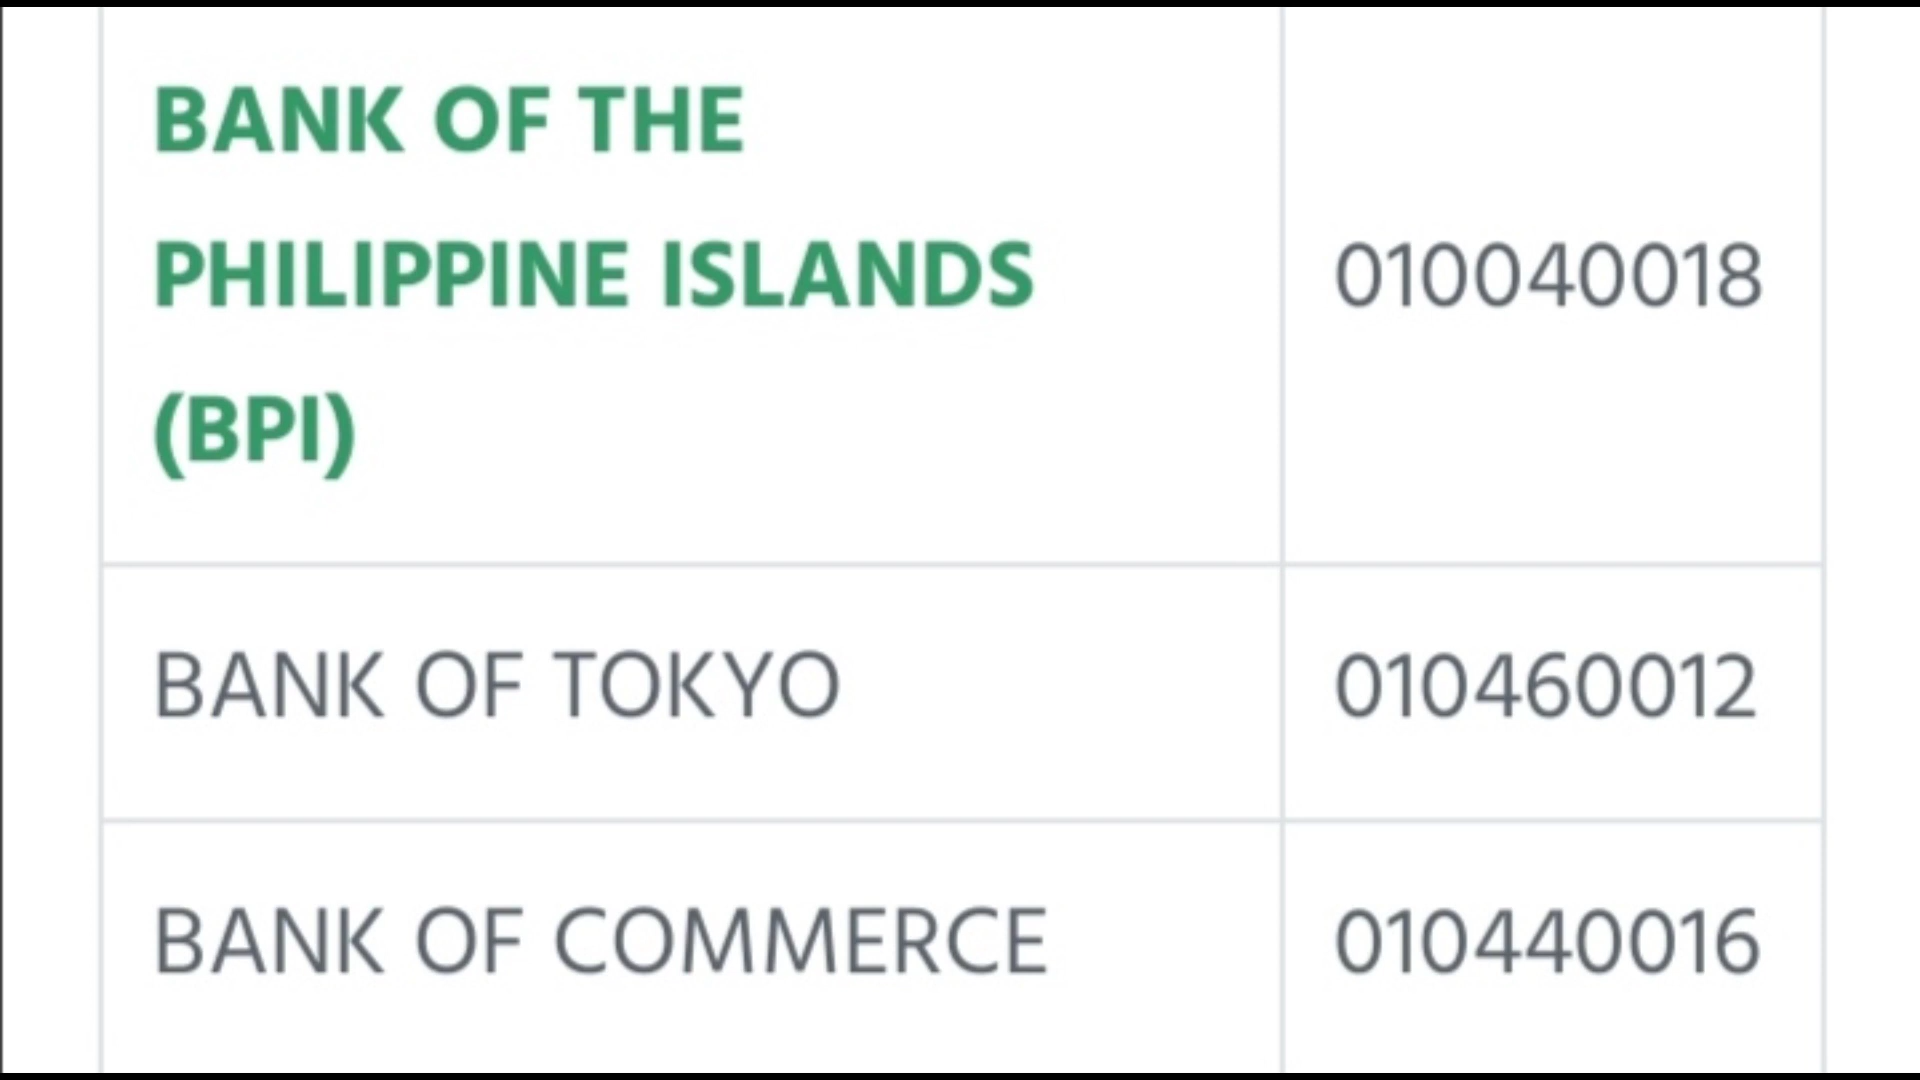 BANK OF THE
PHILIPPINE ISLANDS
(BPI)
010040018
BANK OF TOKYO
010460012
BANK OF COMMERCE
010440016